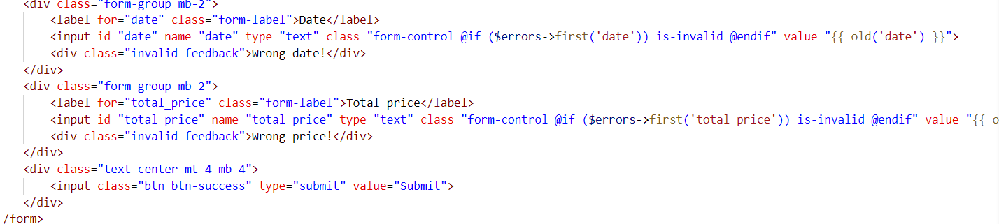 <div class="form-group mb-2">
<label for="date" class="form-label">Date</label>
<input id="date" name="date" type="text" class="form-control @if ($errors->first('date')) is-invalid @endif" value="{{ old('date') }}">
<div class="invalid-feedback">Wrong date!</div>
</div>
<div class="form-group mb-2">
<label for="total_price" class="form-label">Total price</label>
<input id="total_price" name="total_price" type="text" class="form-control @if ($errors->first('total_price')) is-invalid @endif" value="{{ o
<div class="invalid-feedback">Wrong price!</div>
</div>
<div class="text-center mt-4 mb-4">
<input class="btn btn-success" type="submit" value="Submit">
</div>
/form>